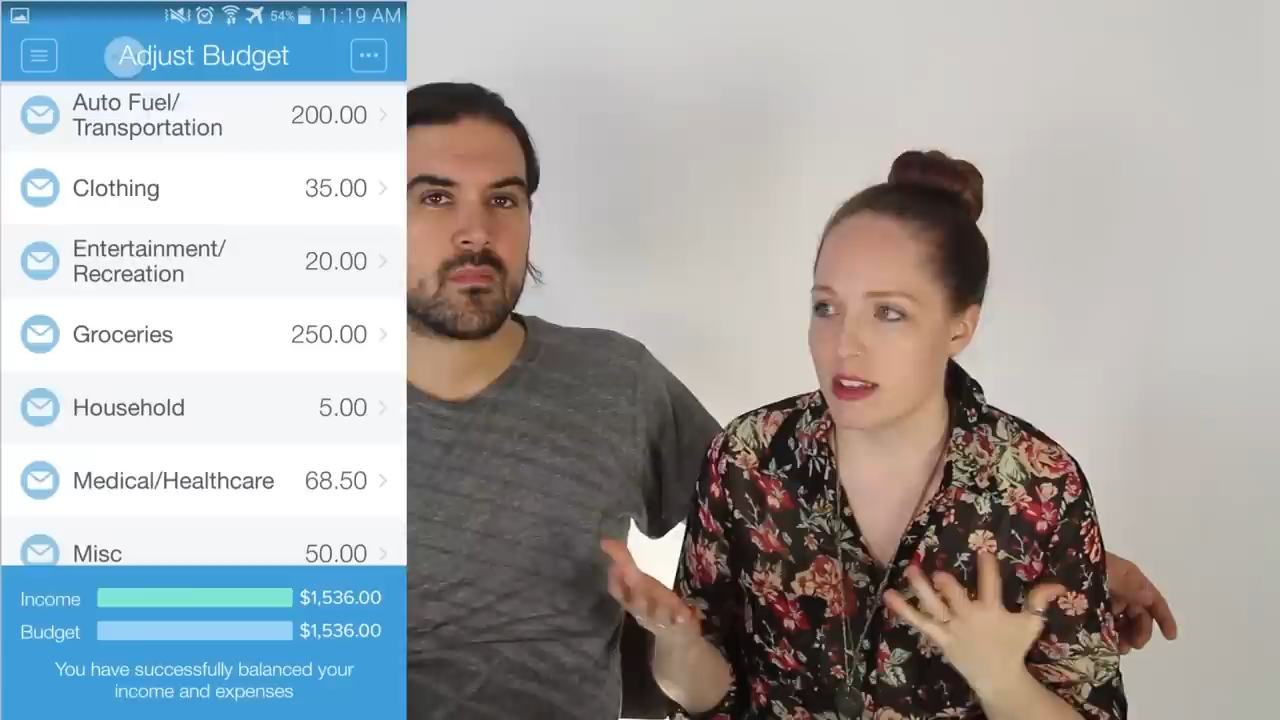 54% 11:19 AM
Adjust Budget
Auto Fuel/
Transportation
200.00
Clothing
35.00
Entertainment/
Recreation
20.00
Groceries
250.00
Household
5.00
Medical/Healthcare
68.50
Misc
50.00
Income
$1,536.00
Budget
$1,536.00
You have successfully balanced your
income and expenses